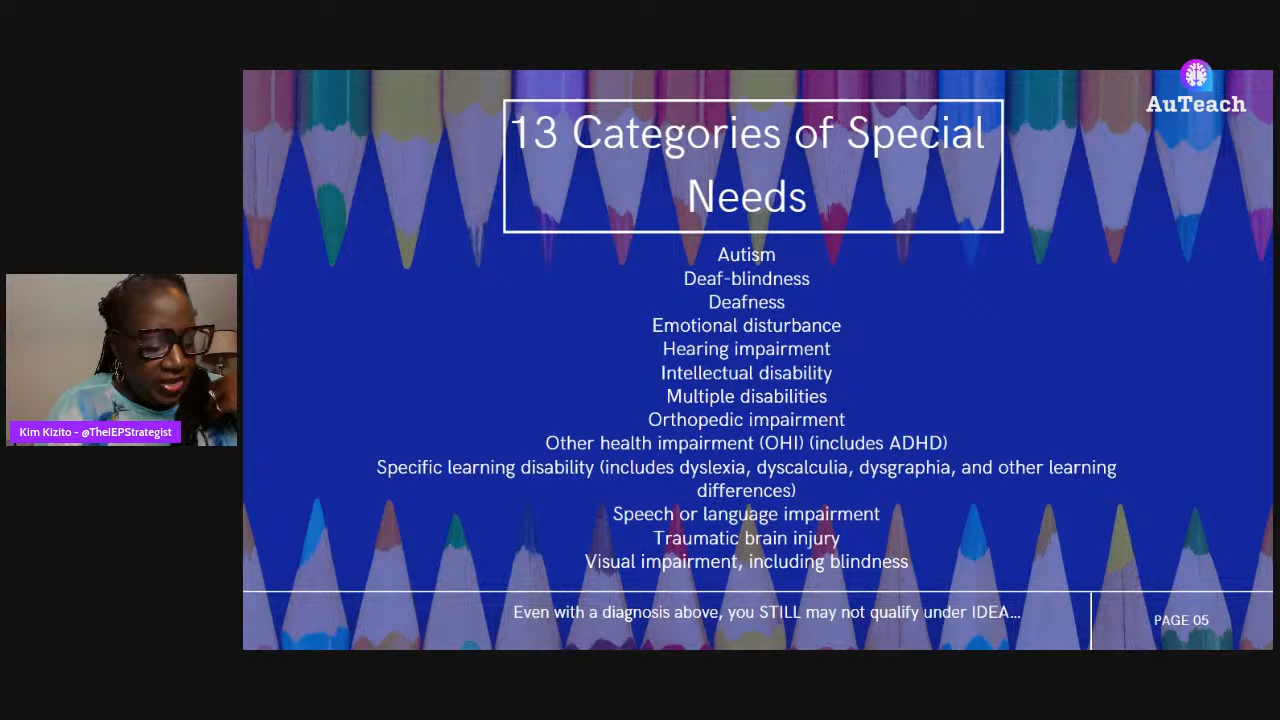 AuTeach
13 Categories of Special
Needs
Autism
Deaf-blindness
Deafness
Emotional disturbance
Hearing impairment
Intellectual disability
Multiple disabilities
Orthopedic impairment
Other health impairment (OHI) (includes ADHD)
Specific learning disability (includes dyslexia, dyscalculia, dysgraphia, and other learning
differences)
Speech or language impairment
Traumatic brain injury
Visual impairment, including blindness
Even with a diagnosis above, you STILL may not qualify under IDEA...
PAGE 05
Kim Kizito - @TheIEPStrategist